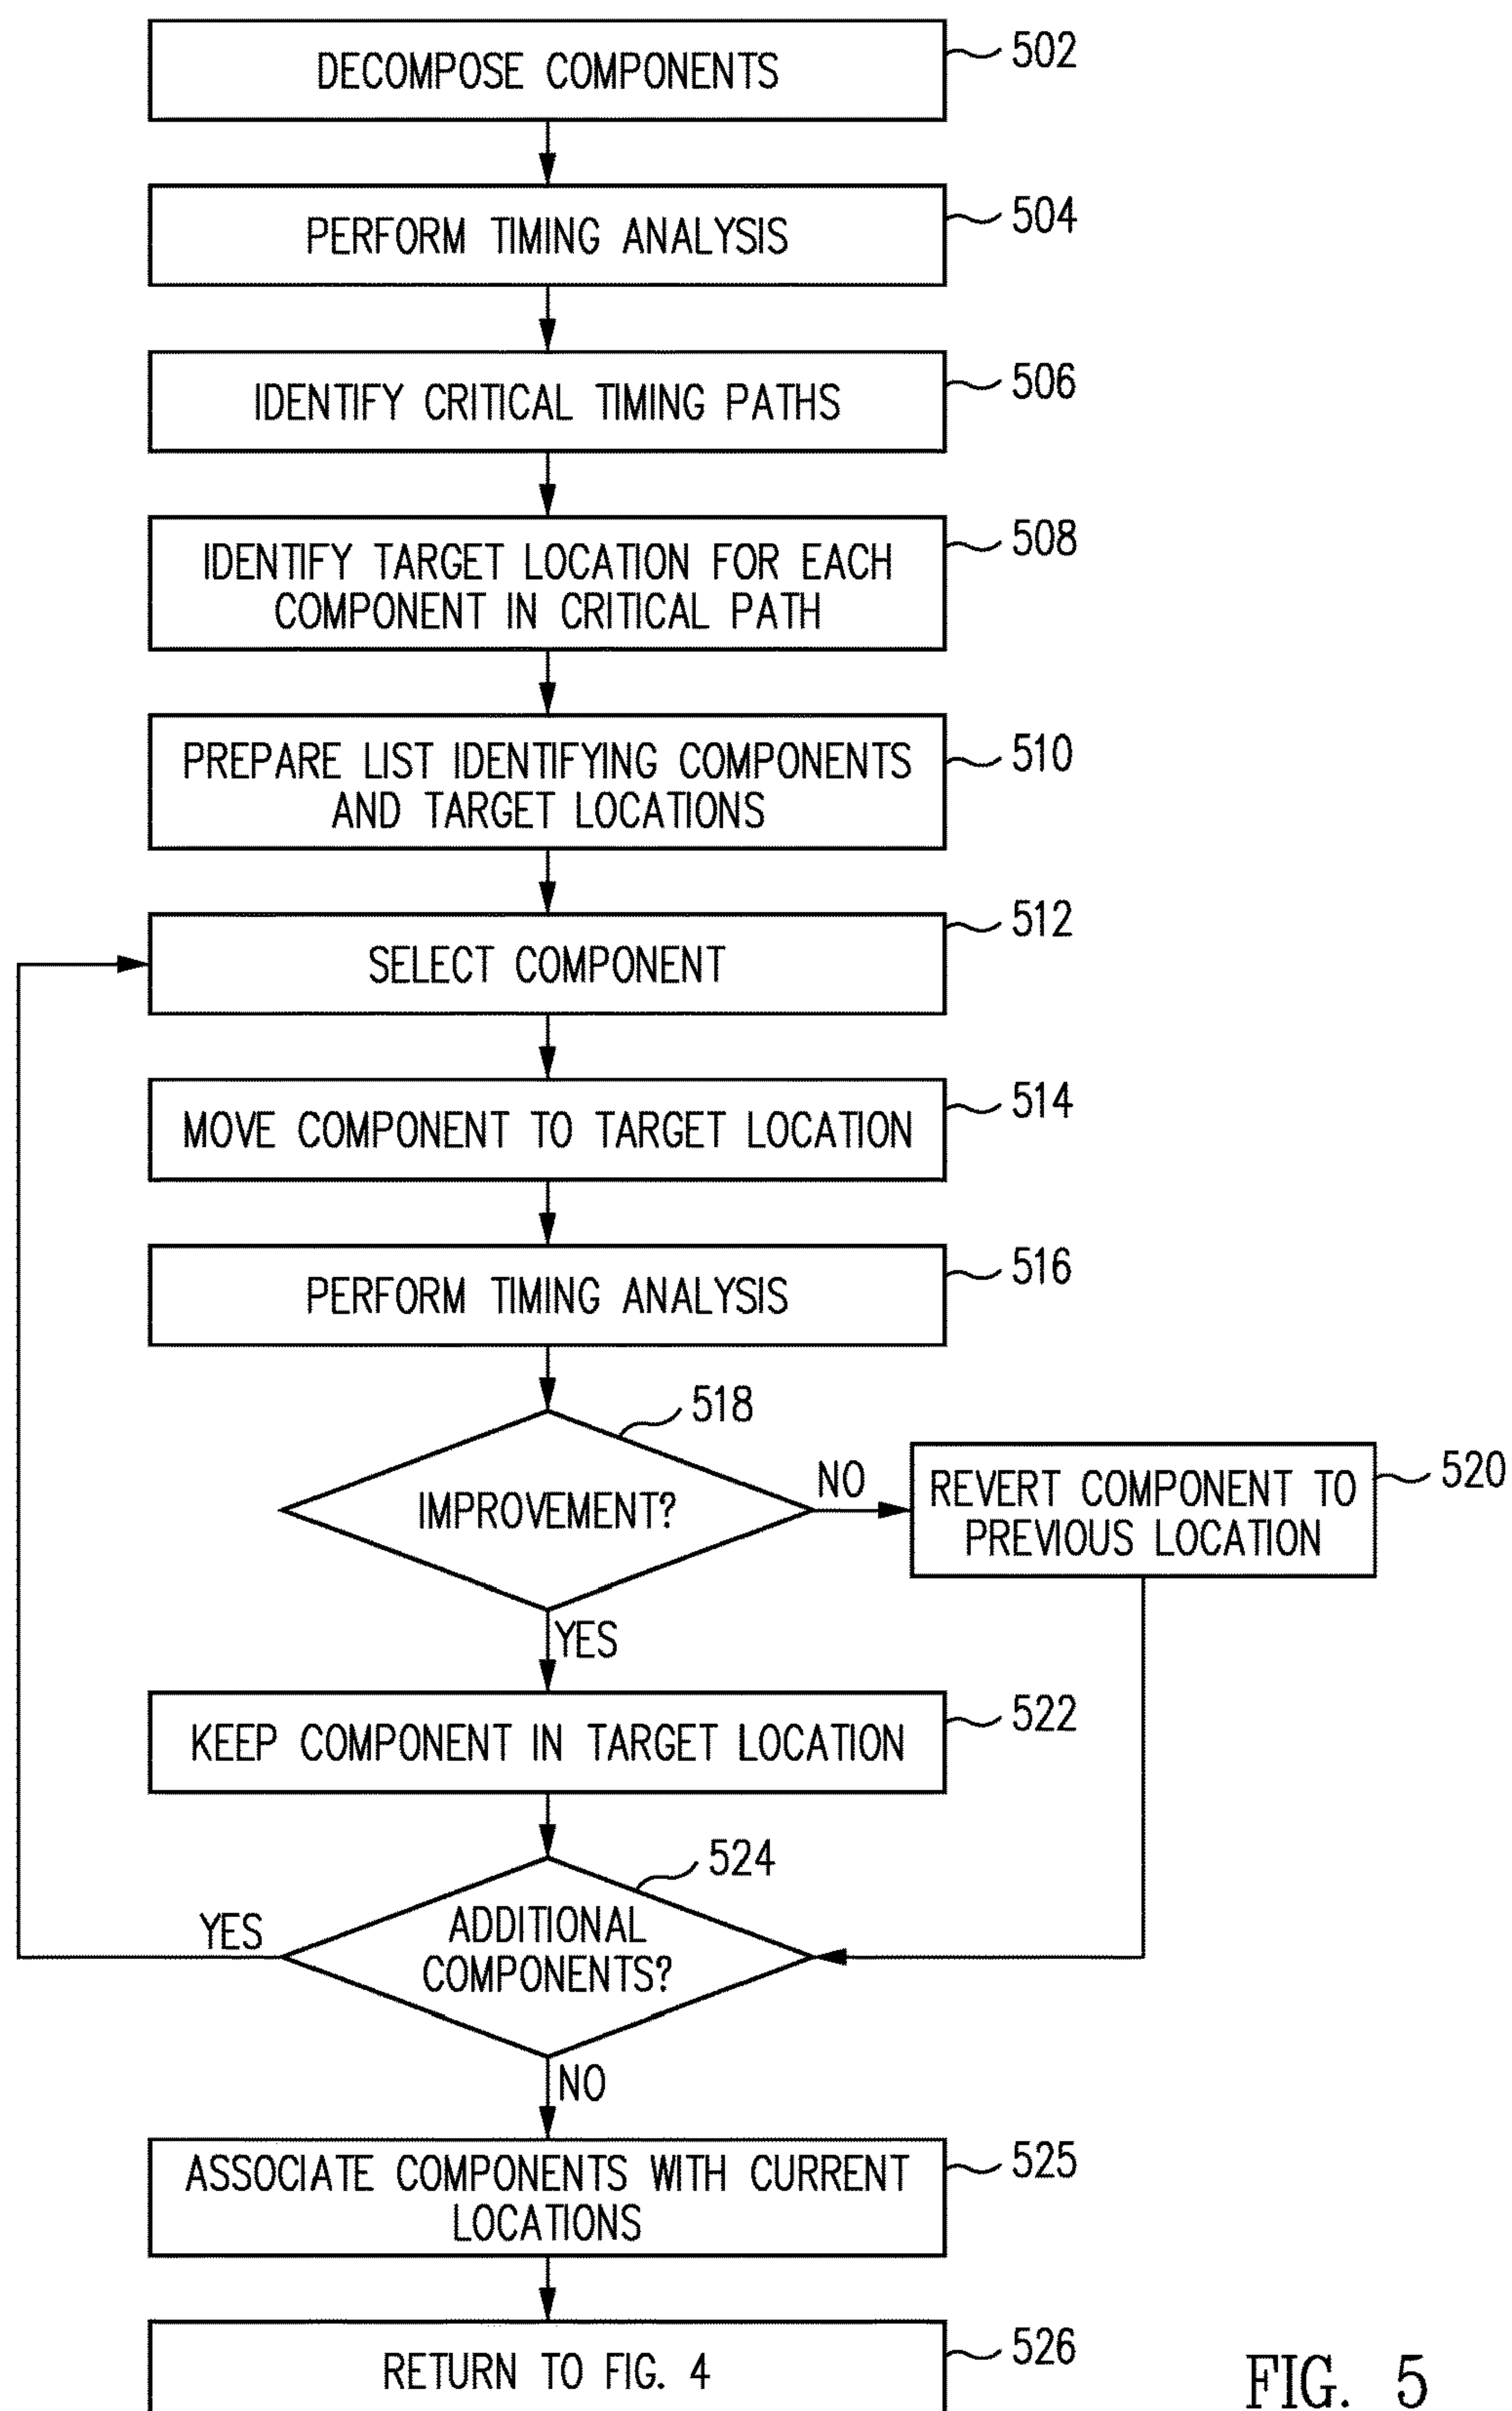 DECOMPOSE COMPONENTS
502
PERFORM TIMING ANALYSIS
504
IDENTIFY CRITICAL TIMING PATHS
506
IDENTIFY TARGET LOCATION FOR EACH
COMPONENT IN CRITICAL PATH
508
PREPARE LIST IDENTIFYING COMPONENTS
AND TARGET LOCATIONS
510
SELECT COMPONENT
512
MOVE COMPONENT TO TARGET LOCATION
514
PERFORM TIMING ANALYSIS
516
IMPROVEMENT?
518
NO
REVERT COMPONENT TO
PREVIOUS LOCATION
520
YES
KEEP COMPONENT IN TARGET LOCATION
522
ADDITIONAL
COMPONENTS?
524
YES
NO
ASSOCIATE COMPONENTS WITH CURRENT
LOCATIONS
525
RETURN TO FIG. 4
526
FIG. 5